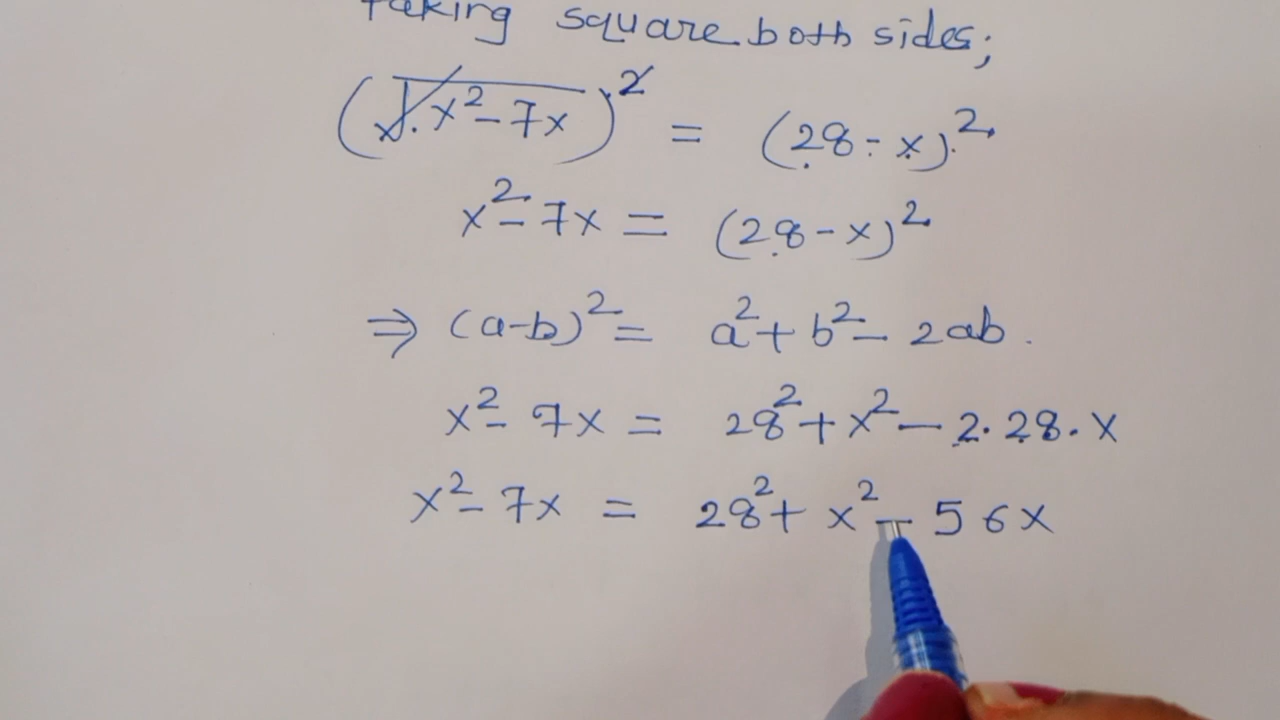 Taking square both sides;
(√x²-7x)² = (28-x)²
x²-7x = (28-x)²
⇒ (a-b)² = a²+b²-2ab.
x²-7x = 28²+x²-2.28.x
x²-7x = 28²+x²-56x